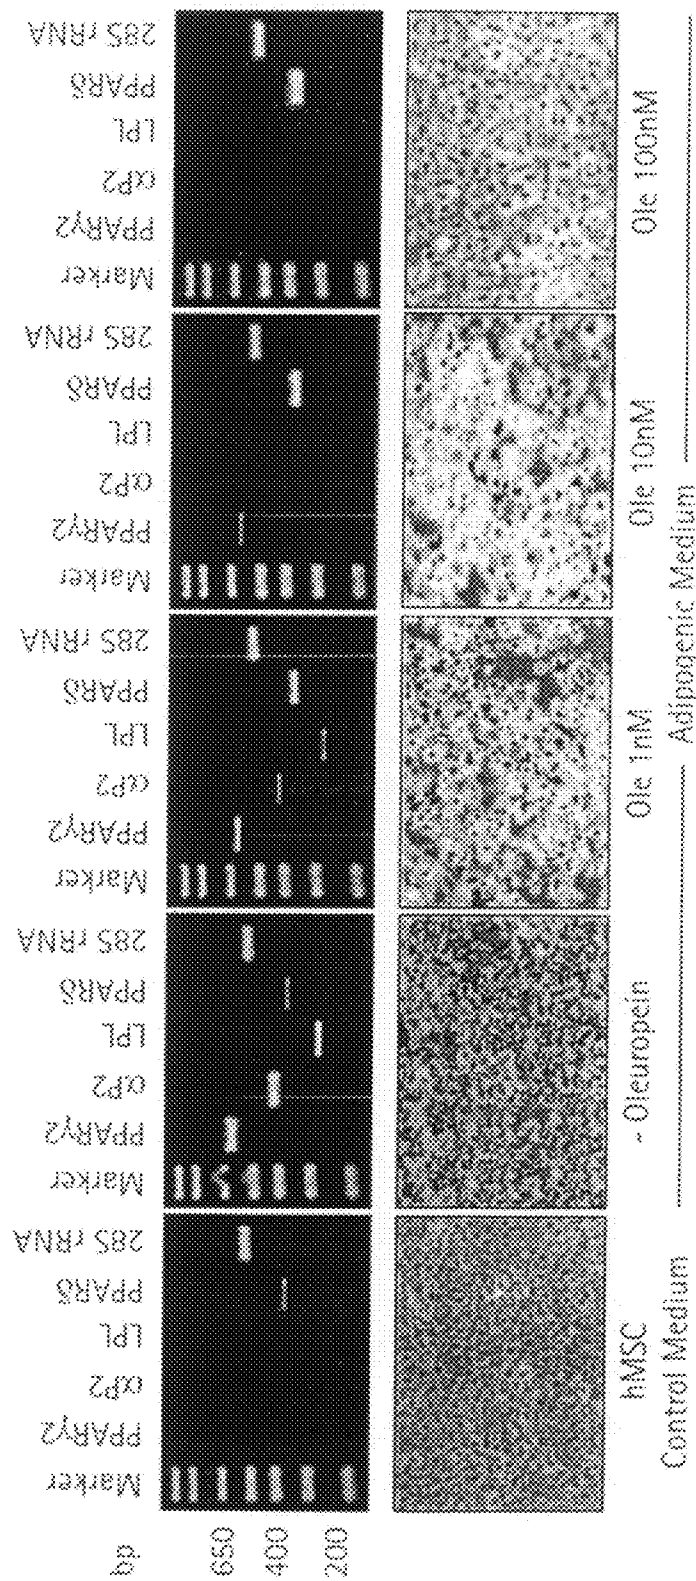 bp
650
400
200
Marker
PPARγ2
αP2
LPL
PPARδ
28S rRNA
Marker
PPARγ2
αP2
LPL
PPARδ
28S rRNA
Marker
PPARγ2
αP2
LPL
PPARδ
28S rRNA
Marker
PPARγ2
αP2
LPL
PPARδ
28S rRNA
Marker
PPARγ2
αP2
LPL
PPARδ
28S rRNA
hMSC
Control Medium
- Oleuropein
Ole 1nM
Ole 10nM
Ole 100nM
Adipogenic Medium